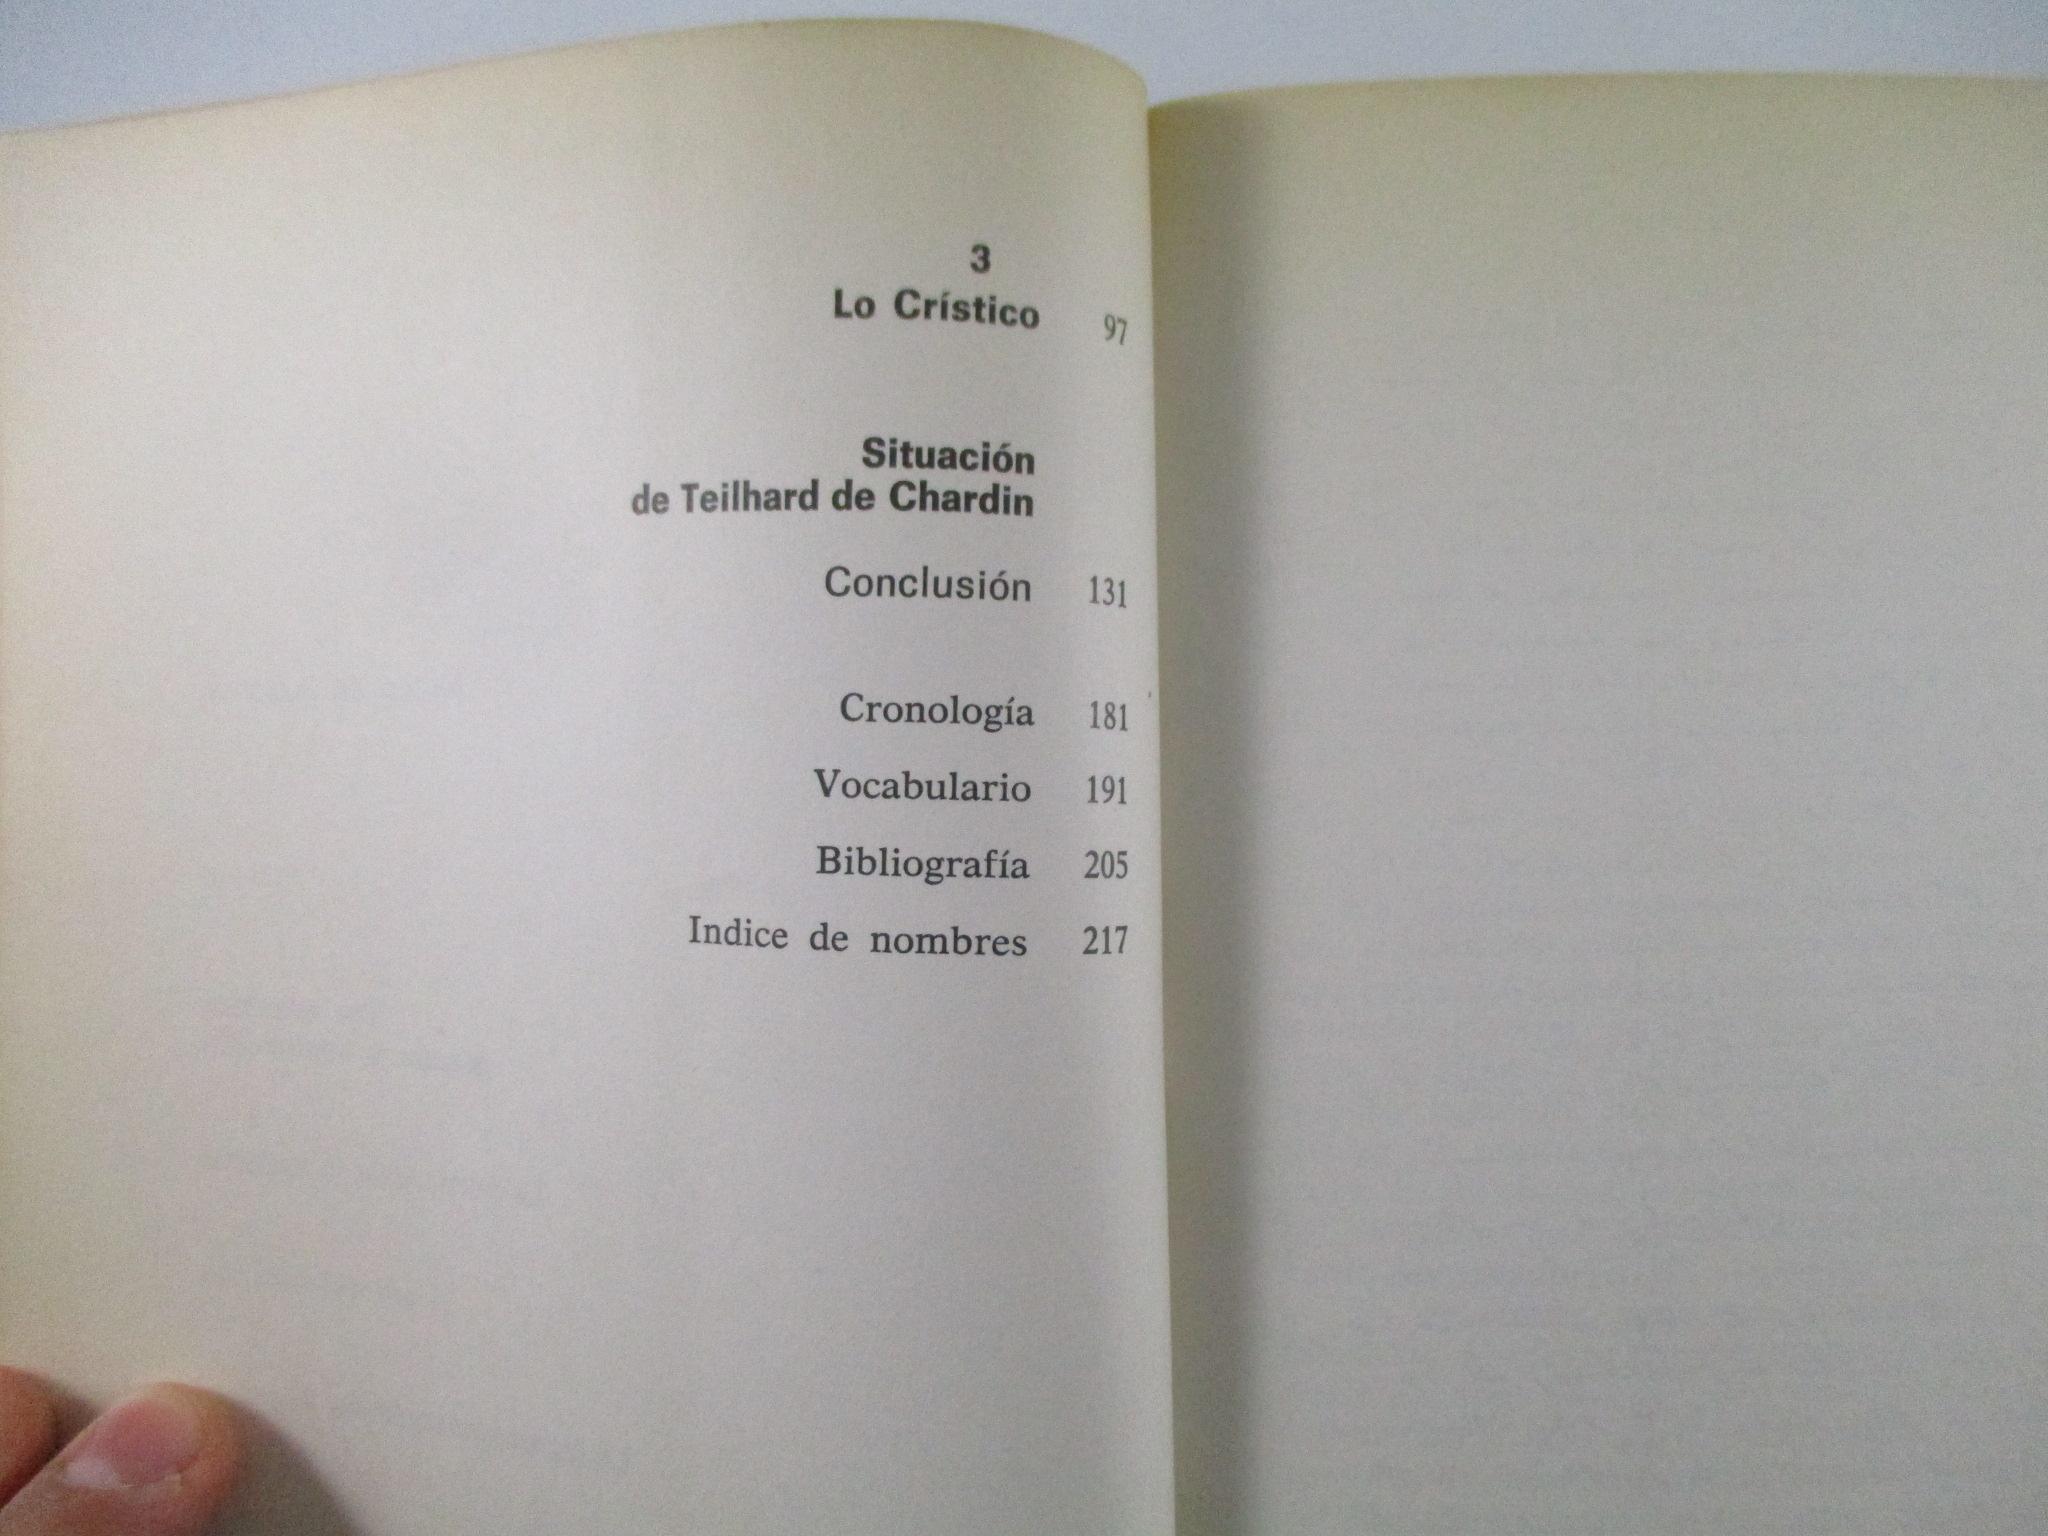 3
Lo Crístico 97
Situación
de Teilhard de Chardin
Conclusión 131
Cronología 181
Vocabulario 191
Bibliografía 205
Indice de nombres 217